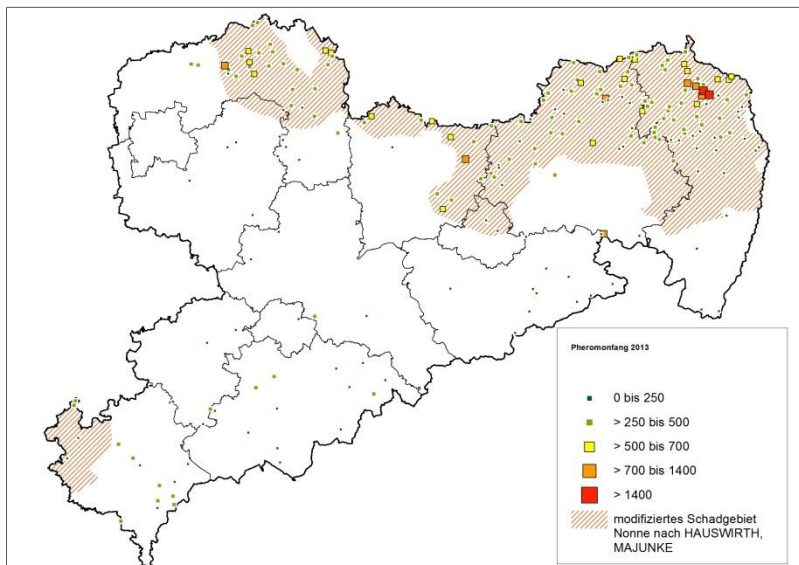 Pheromonfang 2013
0 bis 250
> 250 bis 500
> 500 bis 700
> 700 bis 1400
> 1400
modifiziertes Schadgebiet
Nonne nach HAUSWIRTH,
MAJUNKE